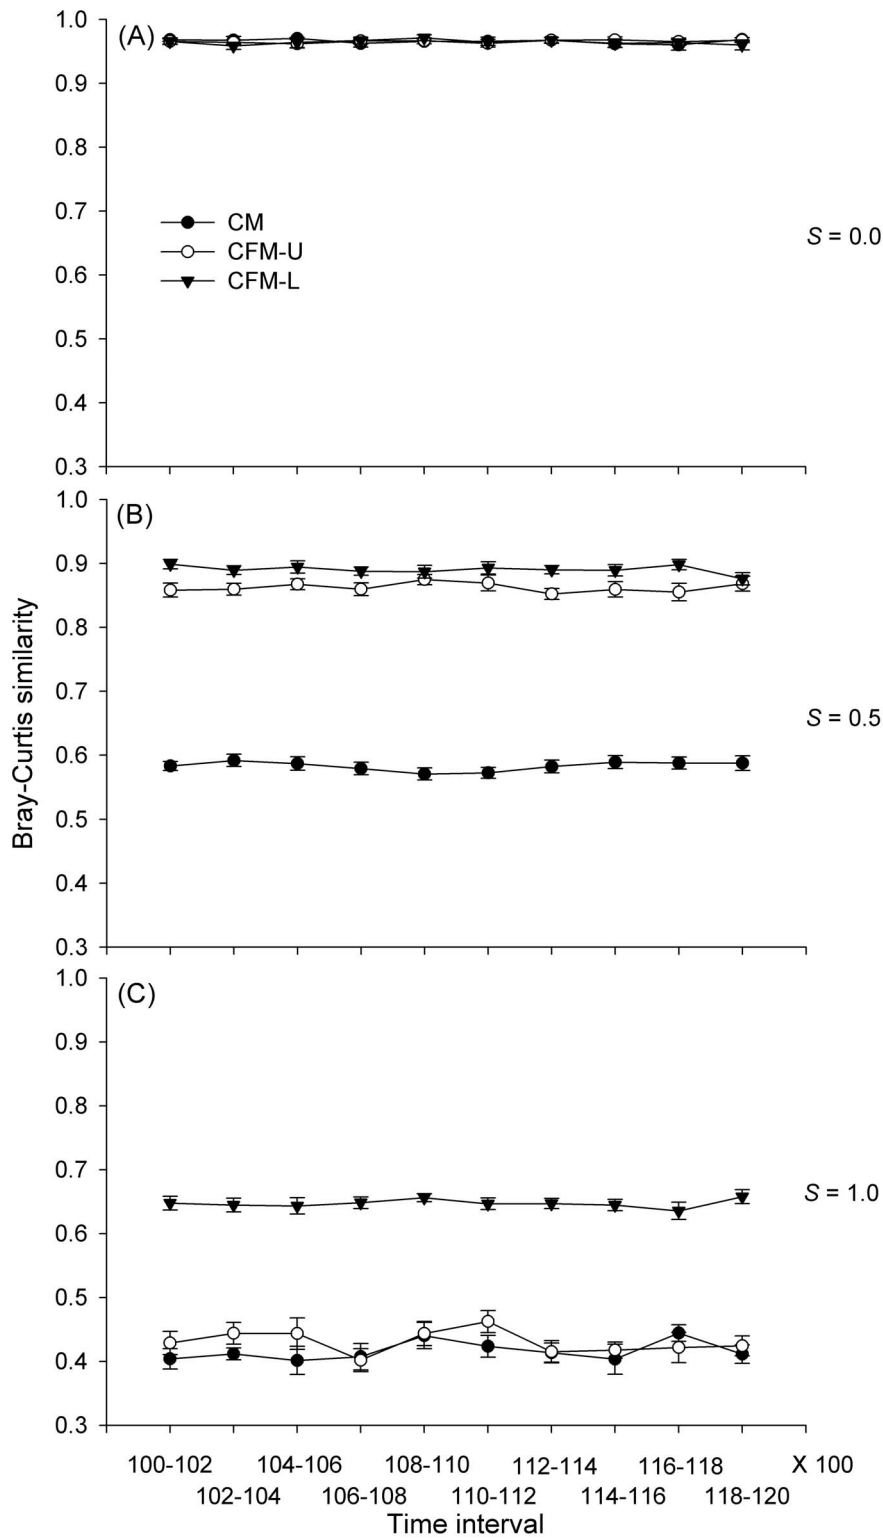 (A)
1.0
0.9
0.8
0.7
0.6
0.5
0.4
0.3
CM
CFM-U
CFM-L
S = 0.0
(B)
1.0
0.9
0.8
0.7
0.6
0.5
0.4
0.3
S = 0.5
Bray-Curtis similarity
(C)
1.0
0.9
0.8
0.7
0.6
0.5
0.4
0.3
S = 1.0
100-102 104-106 108-110 112-114 116-118 X 100
102-104 106-108 110-112 114-116 118-120
Time interval